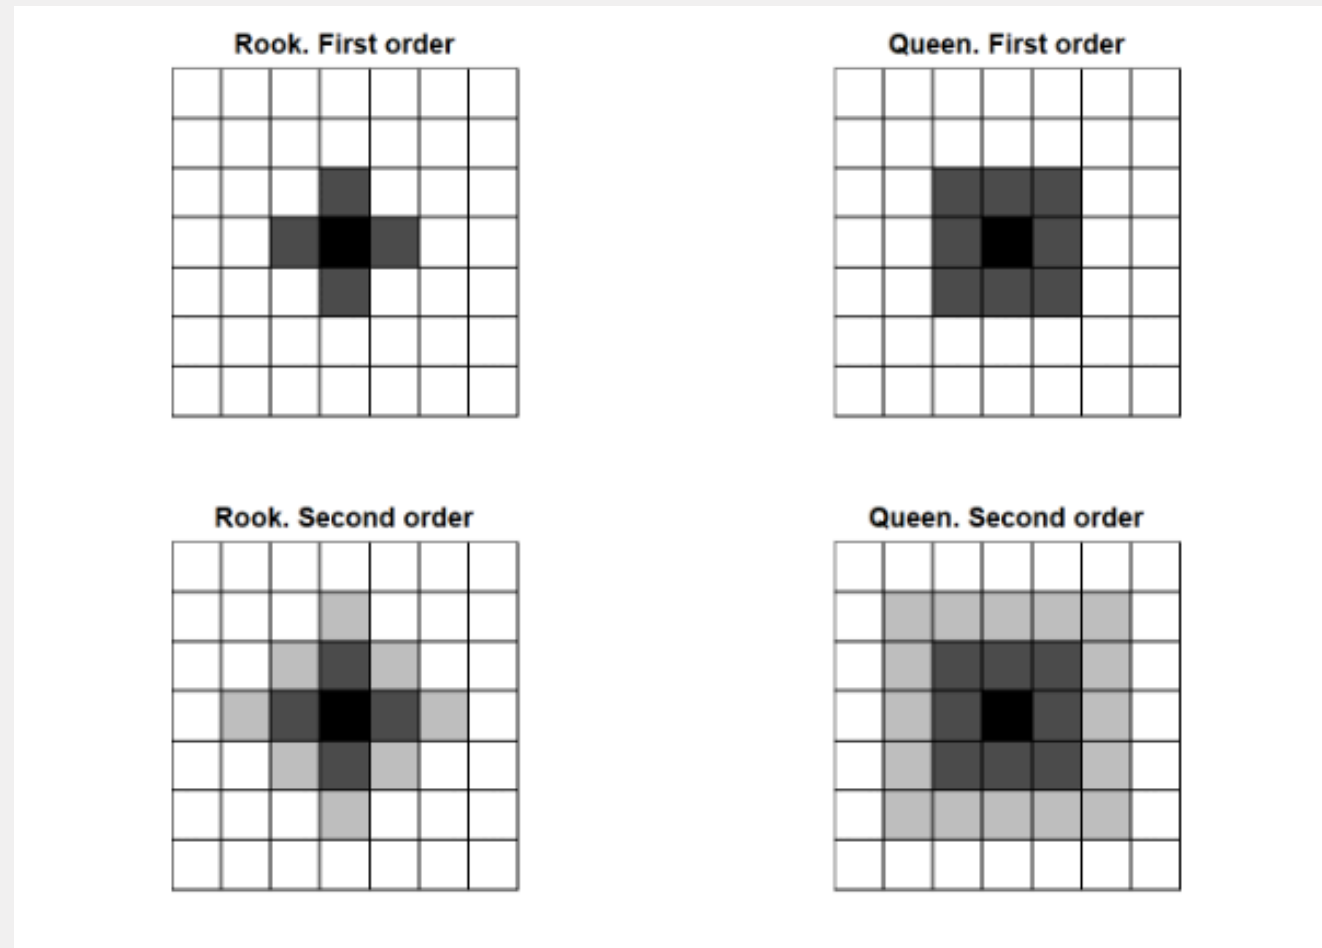 Rook. First order
Queen. First order
Rook. Second order
Queen. Second order